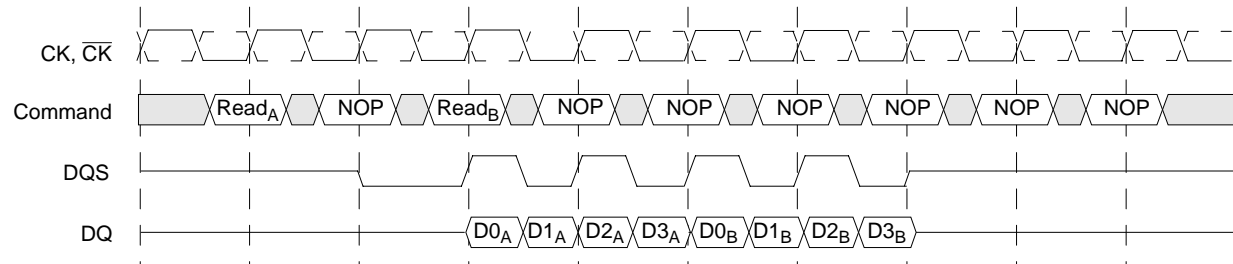 CK, C̅K̅
Command Read_A NOP Read_B NOP NOP NOP NOP NOP NOP
DQS
DQ D0_A D1_A D2_A D3_A D0_B D1_B D2_B D3_B